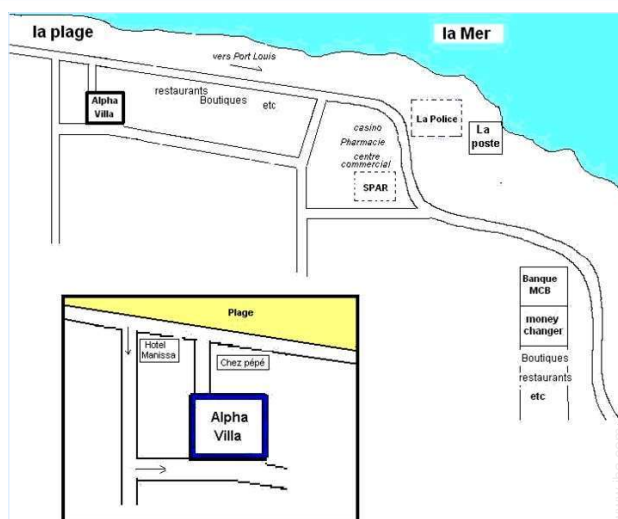 la plage
la Mer
vers Port Louis
Alpha
Villa
restaurants
Boutiques
etc
casino
Pharmacie
centre
commercial
SPAR
La Police
La
poste
Banque
MCB
money
changer
Boutiques
restaurants
etc
Plage
Hotel
Manissa
Chez pépé
Alpha
Villa